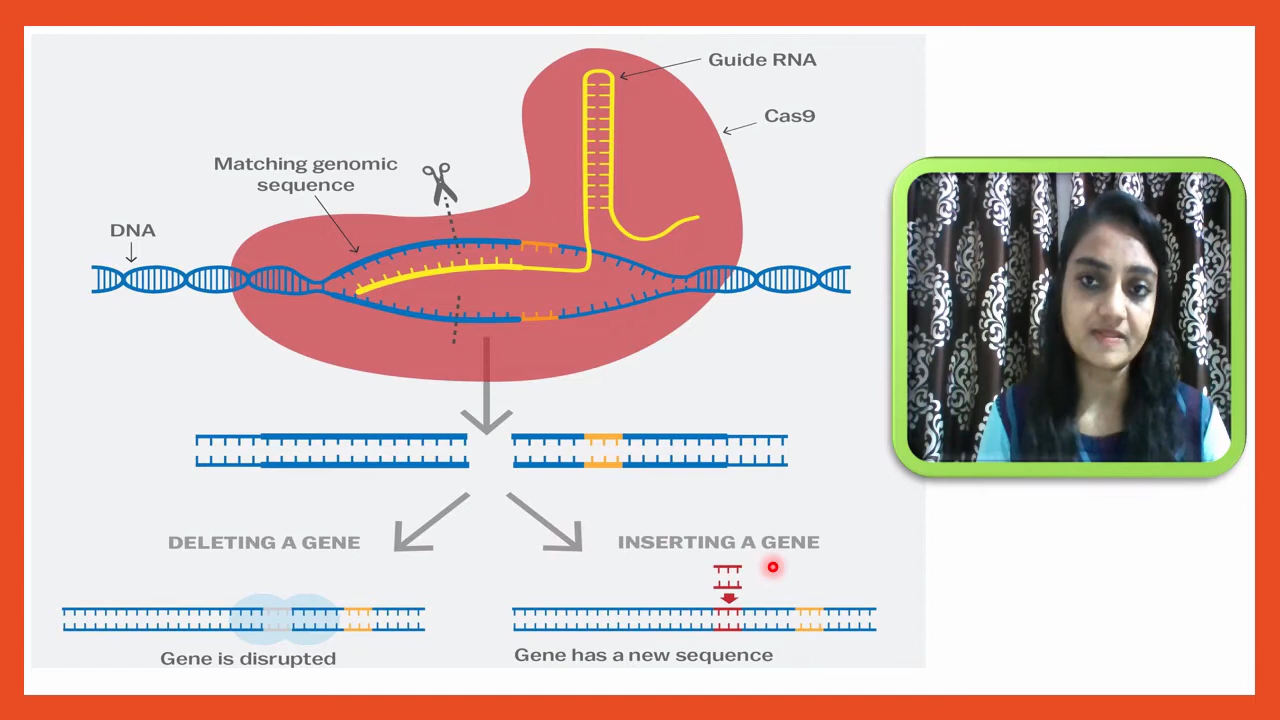 Guide RNA
Cas9
Matching genomic
sequence
DNA
DELETING A GENE
INSERTING A GENE
Gene is disrupted
Gene has a new sequence